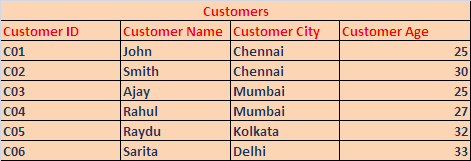 Customers
Customer ID Customer Name Customer City Customer Age
C01 John Chennai 25
C02 Smith Chennai 30
C03 Ajay Mumbai 25
C04 Rahul Mumbai 27
C05 Raydu Kolkata 32
C06 Sarita Delhi 33